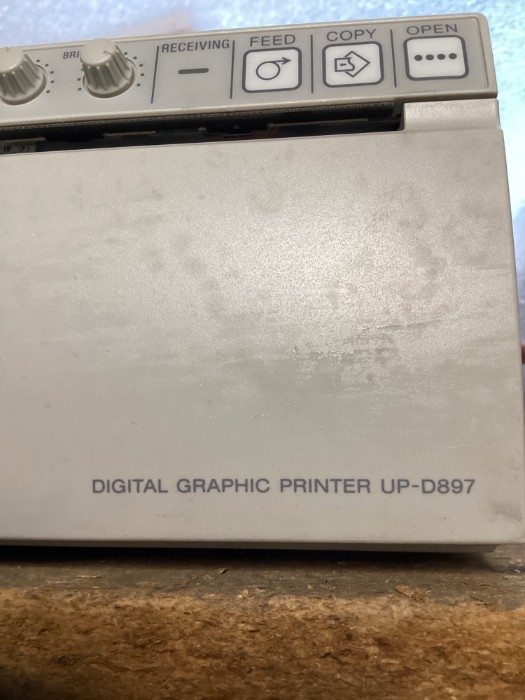 BRI
RECEIVING
FEED
COPY
OPEN
DIGITAL GRAPHIC PRINTER UP-D897